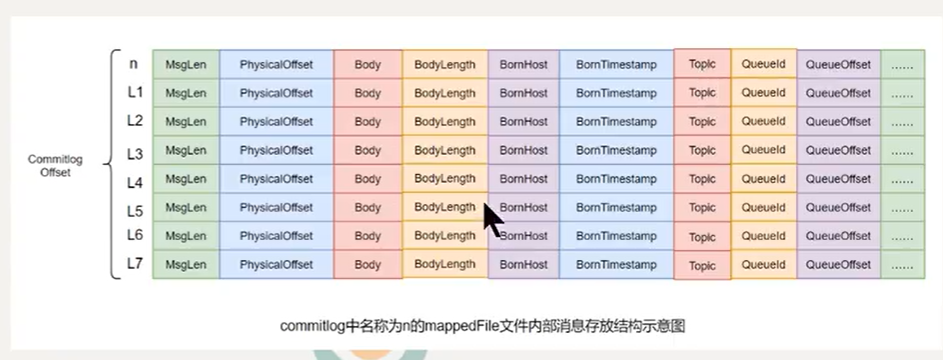 n MsgLen PhysicalOffset Body BodyLength BornHost BornTimestamp Topic QueueId QueueOffset ......
L1 MsgLen PhysicalOffset Body BodyLength BornHost BornTimestamp Topic QueueId QueueOffset ......
L2 MsgLen PhysicalOffset Body BodyLength BornHost BornTimestamp Topic QueueId QueueOffset ......
L3 MsgLen PhysicalOffset Body BodyLength BornHost BornTimestamp Topic QueueId QueueOffset ......
Commitlog
Offset
L4 MsgLen PhysicalOffset Body BodyLength BornHost BornTimestamp Topic QueueId QueueOffset ......
L5 MsgLen PhysicalOffset Body BodyLength BornHost BornTimestamp Topic QueueId QueueOffset ......
L6 MsgLen PhysicalOffset Body BodyLength BornHost BornTimestamp Topic QueueId QueueOffset ......
L7 MsgLen PhysicalOffset Body BodyLength BornHost BornTimestamp Topic QueueId QueueOffset ......
commitlog中名称为n的mappedFile文件内部消息存放结构示意图